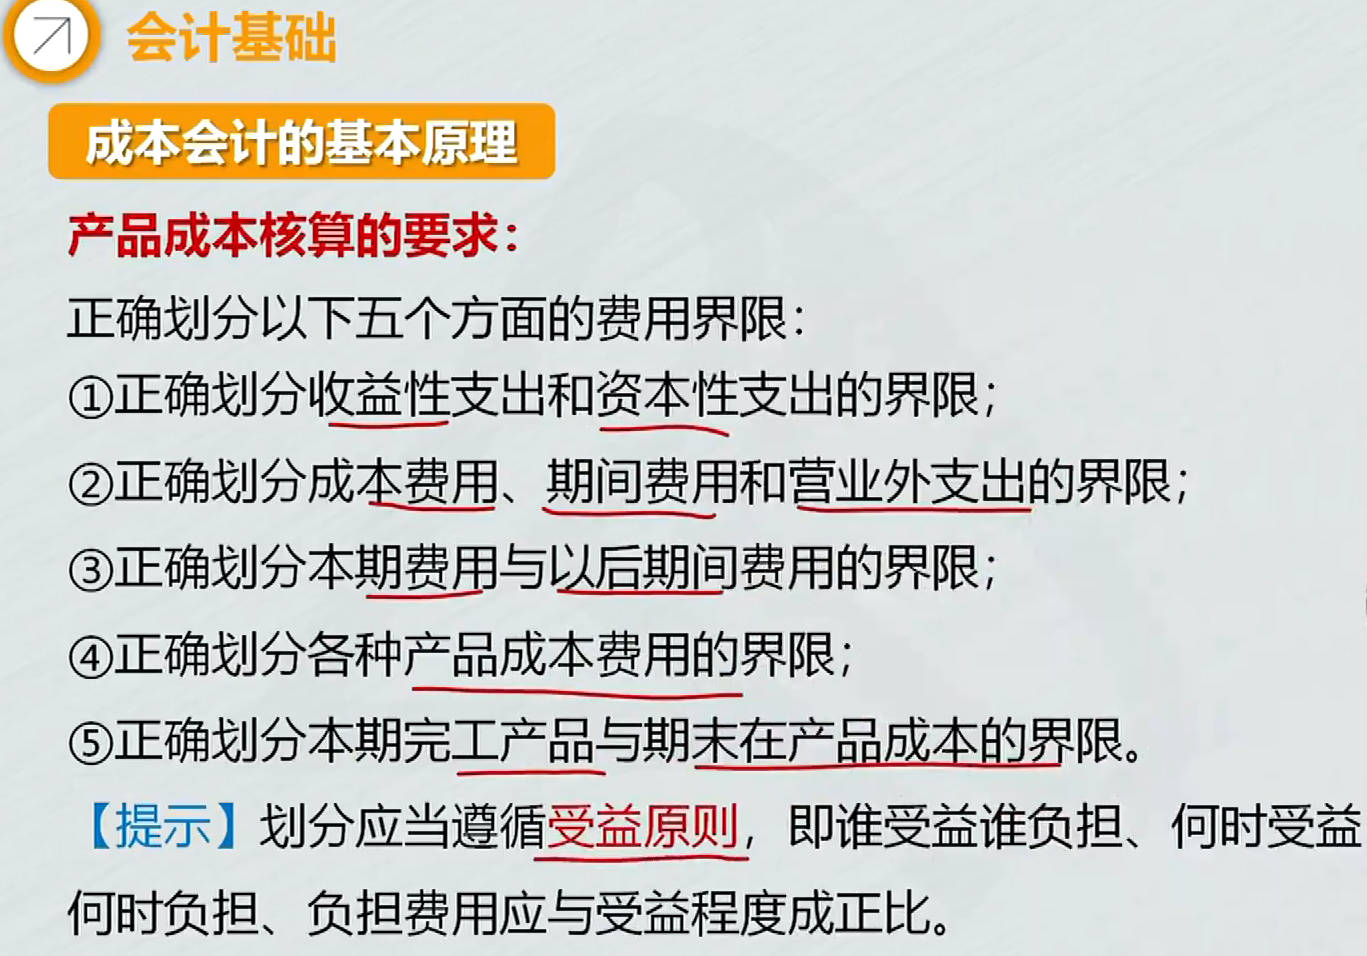 会计基础
成本会计的基本原理
产品成本核算的要求：
正确划分以下五个方面的费用界限：
①正确划分收益性支出和资本性支出的界限；
②正确划分成本费用、期间费用和营业外支出的界限；
③正确划分本期费用与以后期间费用的界限；
④正确划分各种产品成本费用的界限；
⑤正确划分本期完工产品与期末在产品成本的界限。
【提示】划分应当遵循受益原则，即谁受益谁负担、何时受益
何时负担、负担费用应与受益程度成正比。